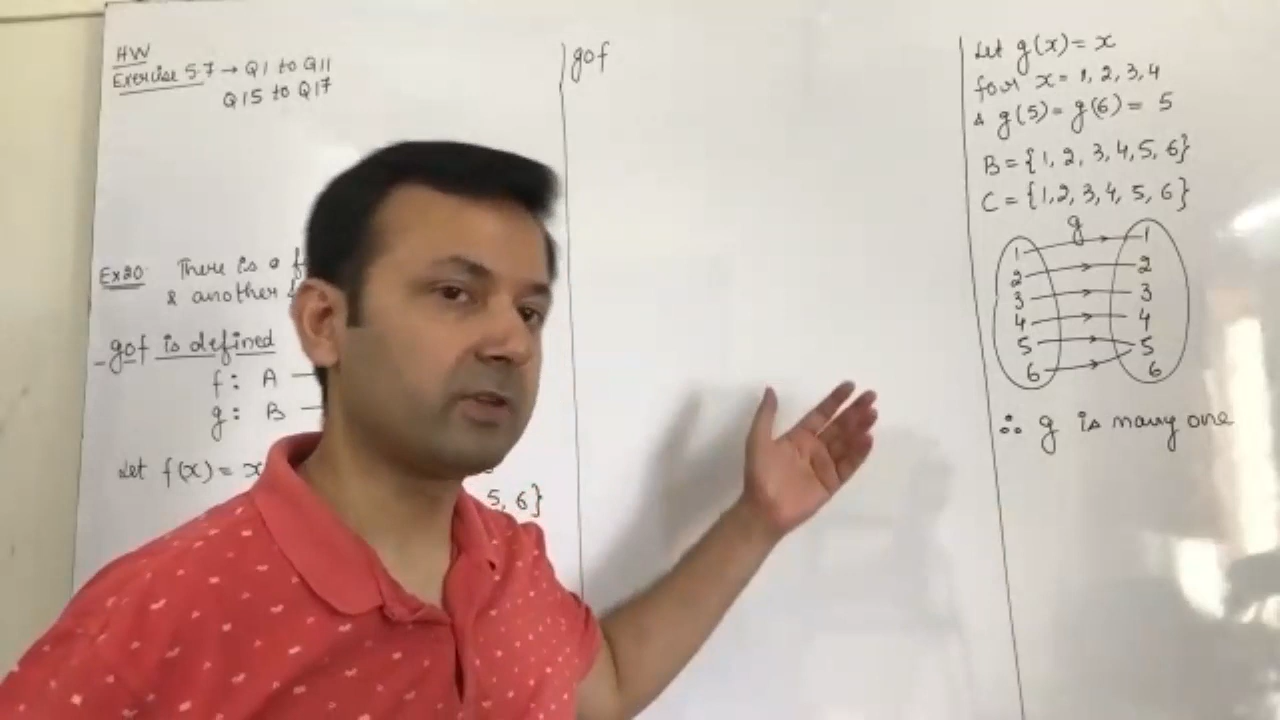 HW
Exercise 5.7 → Q1 to Q11
Q15 to Q17
Ex20 There is a f
& another
gof is defined
f: A —
g: B —
Let f(x) = x
5, 6}
gof
Let g(x) = x
for x = 1, 2, 3, 4
& g(5) = g(6) = 5
B = {1, 2, 3, 4, 5, 6}
C = {1, 2, 3, 4, 5, 6}
g
1 1
2 2
3 3
4 4
5 5
6 6
∴ g is many one